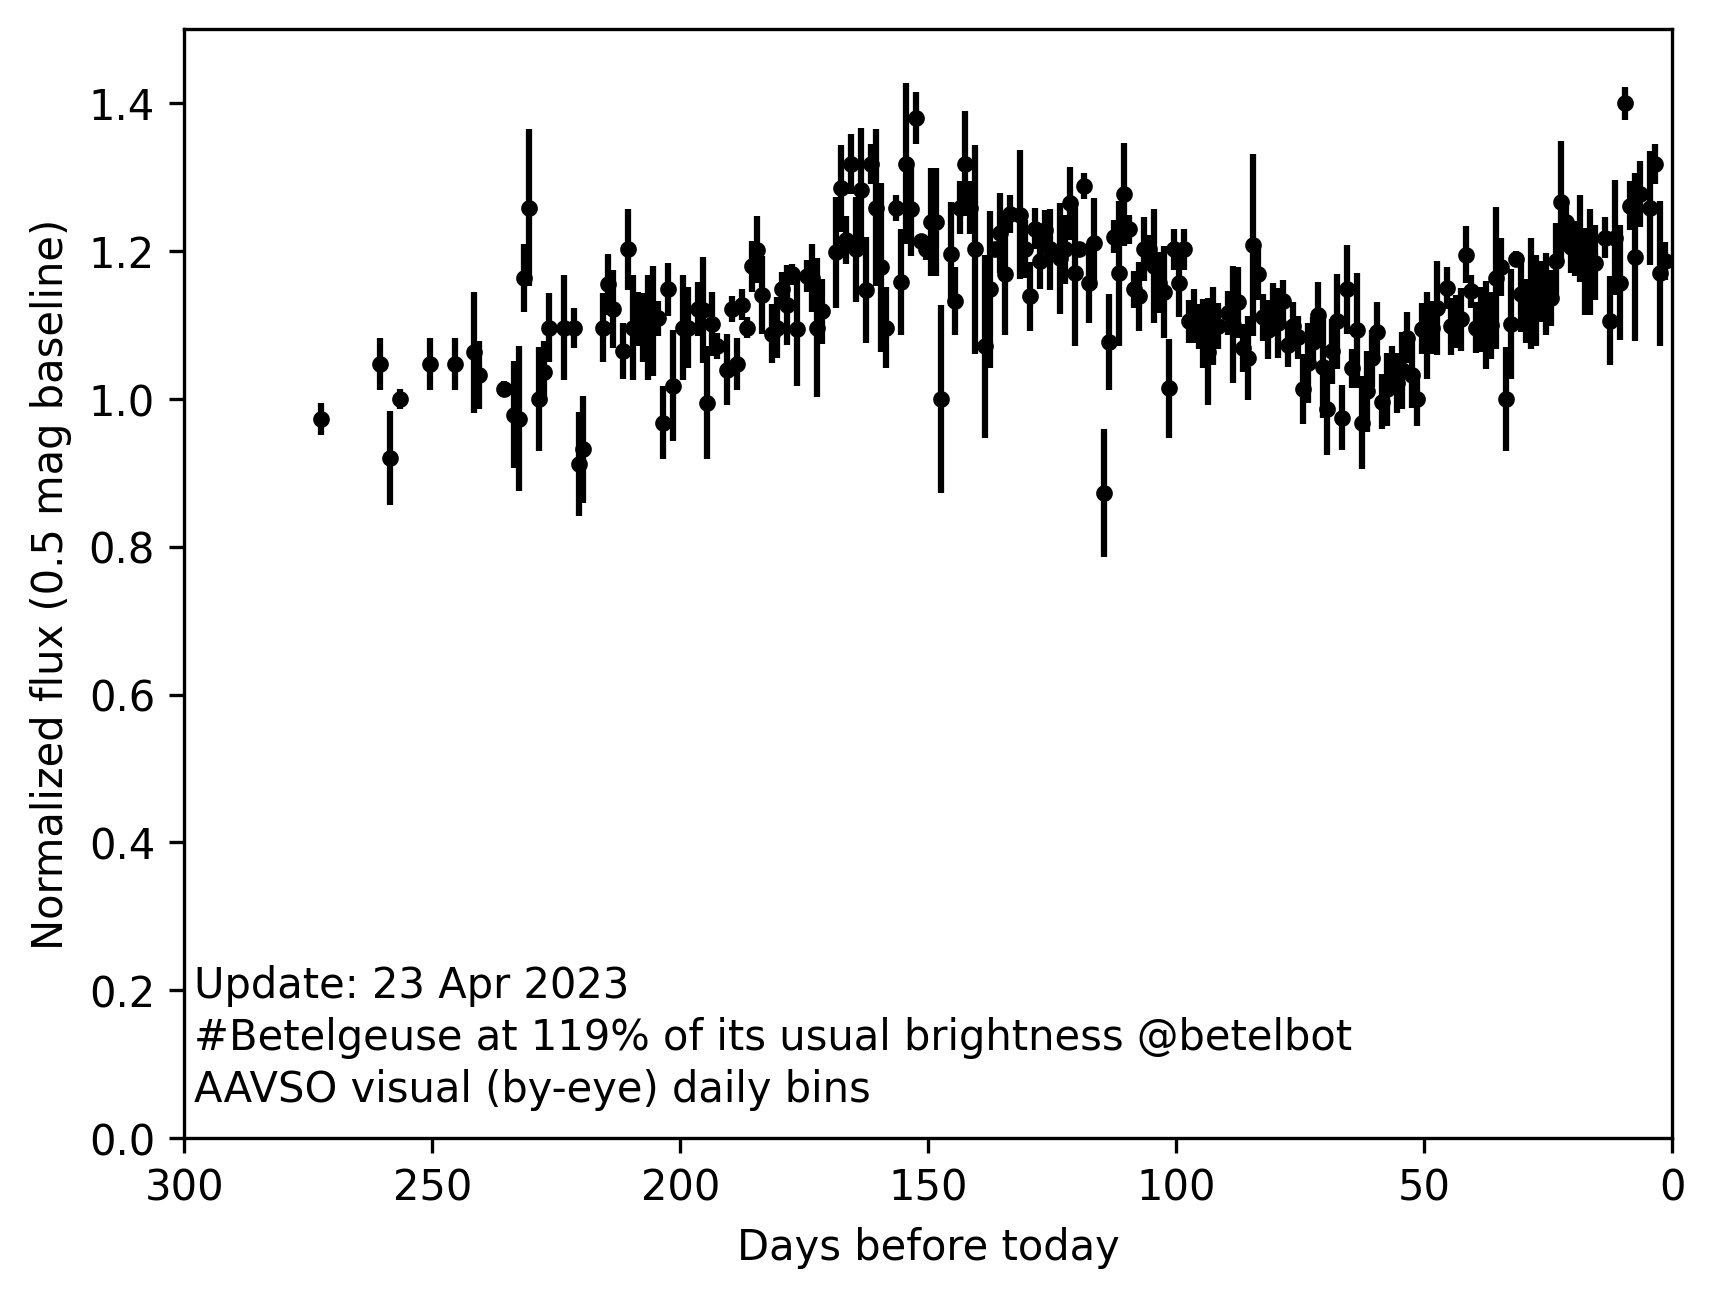 1.4
1.2
1.0
0.8
0.6
0.4
0.2
0.0
Normalized flux (0.5 mag baseline)
Update: 23 Apr 2023
#Betelgeuse at 119% of its usual brightness @betelbot
AAVSO visual (by-eye) daily bins
300 250 200 150 100 50 0
Days before today